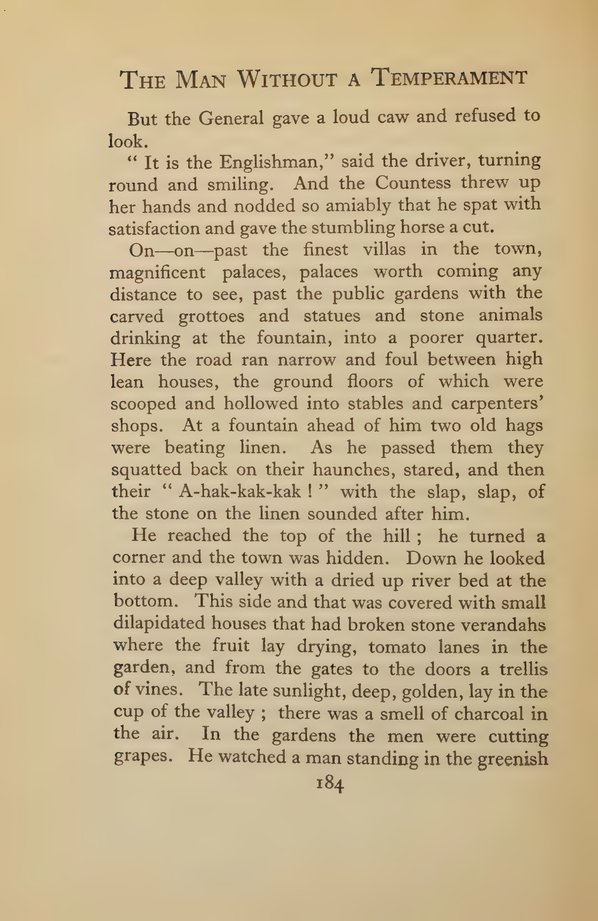 The Man Without a Temperament
But the General gave a loud caw and refused to
look.
“ It is the Englishman,” said the driver, turning
round and smiling. And the Countess threw up
her hands and nodded so amiably that he spat with
satisfaction and gave the stumbling horse a cut.
On—on—past the finest villas in the town,
magnificent palaces, palaces worth coming any
distance to see, past the public gardens with the
carved grottoes and statues and stone animals
drinking at the fountain, into a poorer quarter.
Here the road ran narrow and foul between high
lean houses, the ground floors of which were
scooped and hollowed into stables and carpenters’
shops. At a fountain ahead of him two old hags
were beating linen. As he passed them they
squatted back on their haunches, stared, and then
their “ A-hak-kak-kak ! ” with the slap, slap, of
the stone on the linen sounded after him.
He reached the top of the hill ; he turned a
corner and the town was hidden. Down he looked
into a deep valley with a dried up river bed at the
bottom. This side and that was covered with small
dilapidated houses that had broken stone verandahs
where the fruit lay drying, tomato lanes in the
garden, and from the gates to the doors a trellis
of vines. The late sunlight, deep, golden, lay in the
cup of the valley ; there was a smell of charcoal in
the air. In the gardens the men were cutting
grapes. He watched a man standing in the greenish
184